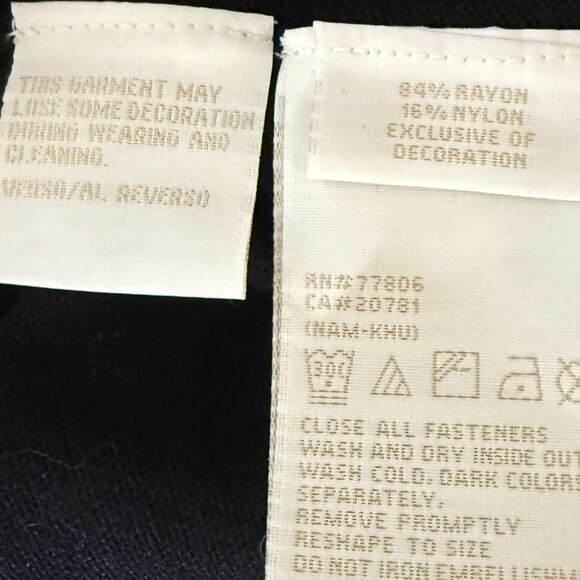 THIS GARMENT MAY
LOSE SOME DECORATION
DURING WEARING AND
CLEANING.
VERSO/AL REVERSO
84% RAYON
16% NYLON
EXCLUSIVE OF
DECORATION
RN#77806
CA#20781
(NAM-KHU)
30C
CLOSE ALL FASTENERS
WASH AND DRY INSIDE OUT
WASH COLD. DARK COLORS
SEPARATELY.
REMOVE PROMPTLY
RESHAPE TO SIZE
DO NOT IRON